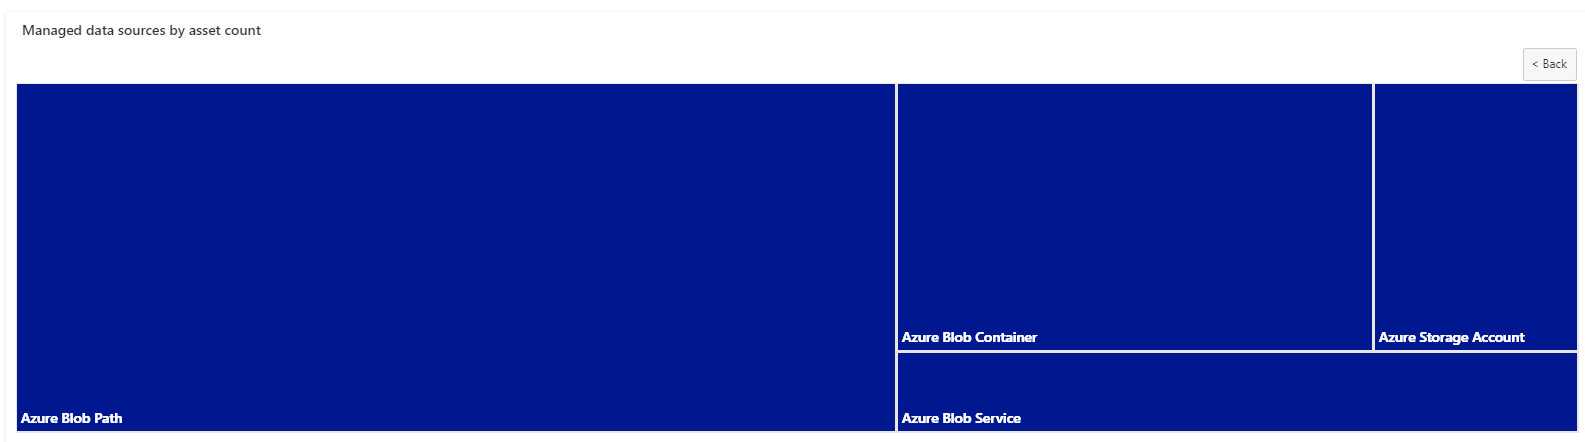 Managed data sources by asset count
< Back
Azure Blob Path
Azure Blob Container
Azure Storage Account
Azure Blob Service